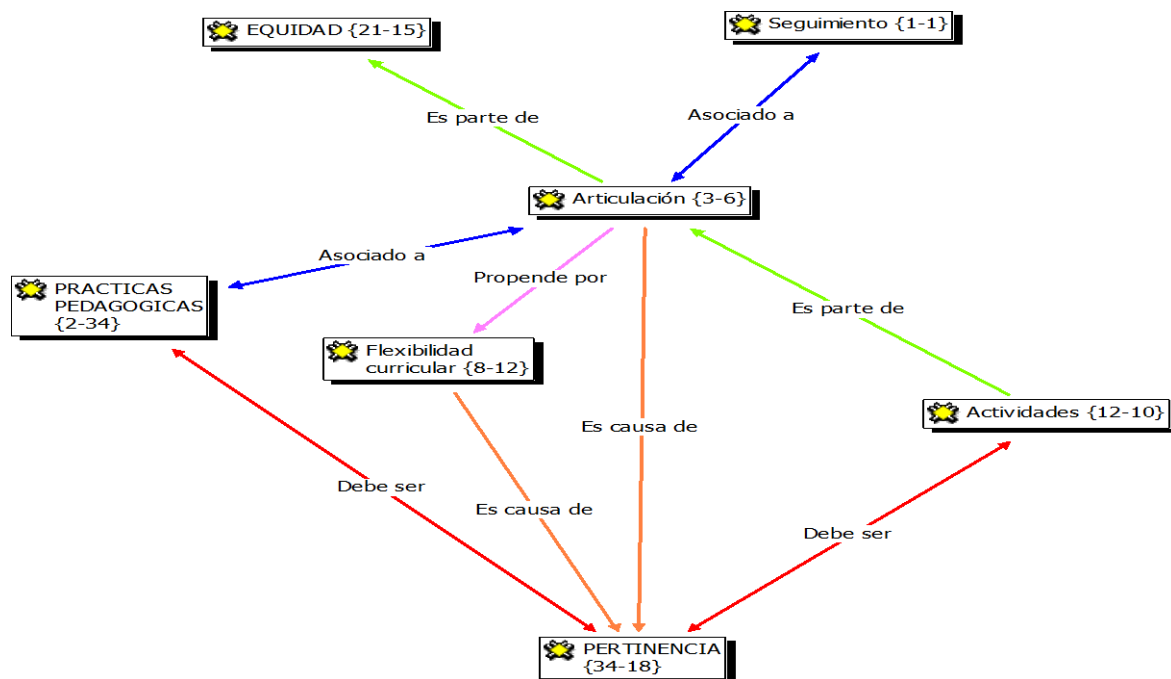 EQUIDAD {21-15}
Seguimiento {1-1}
Es parte de
Asociado a
Articulación {3-6}
Asociado a
Propende por
PRACTICAS
PEDAGOGICAS
{2-34}
Es parte de
Flexibilidad
curricular {8-12}
Actividades {12-10}
Es causa de
Debe ser
Es causa de
Debe ser
PERTINENCIA
{34-18}